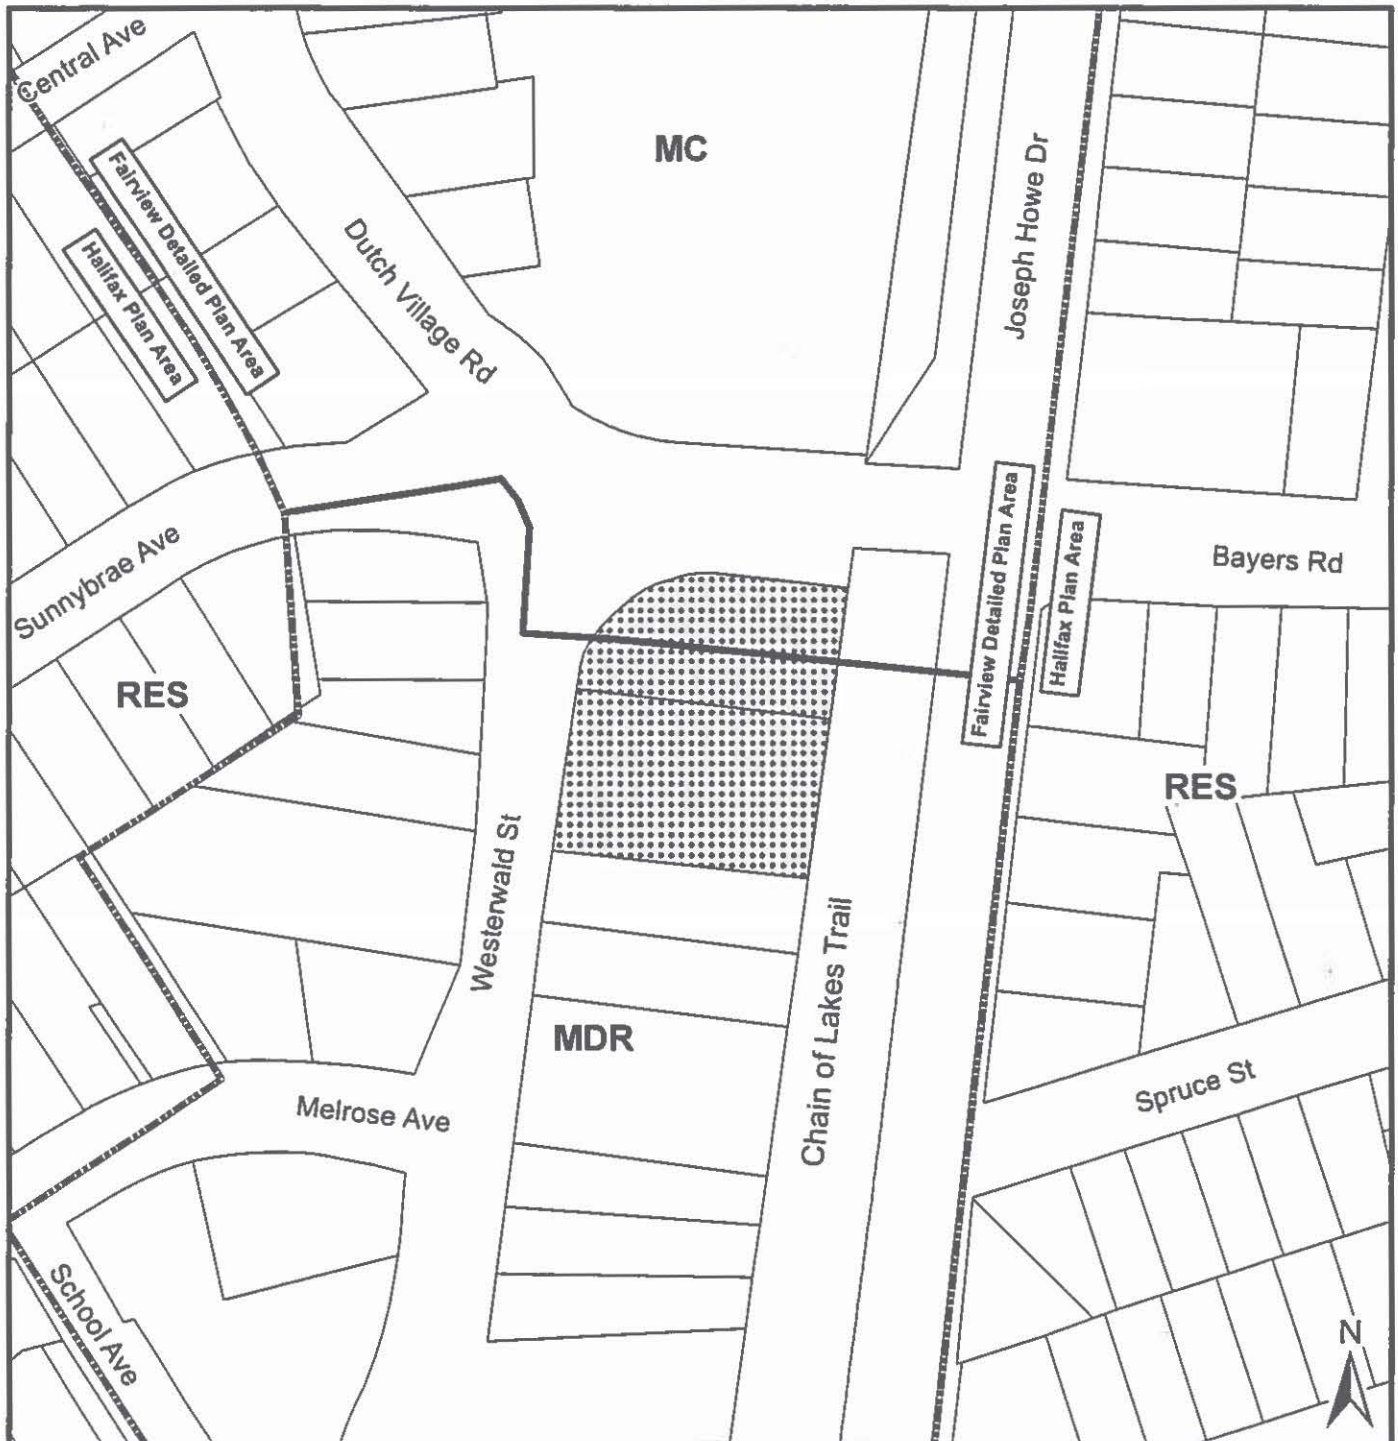 Central Ave
MC
Fairview Detailed Plan Area
Halifax Plan Area
Dutch Village Rd
Joseph Howe Dr
Sunnybrae Ave
Fairview Detailed Plan Area
Halifax Plan Area
Bayers Rd
RES
RES
Westerwald St
Chain of Lakes Trail
MDR
Melrose Ave
Spruce St
School Ave
N